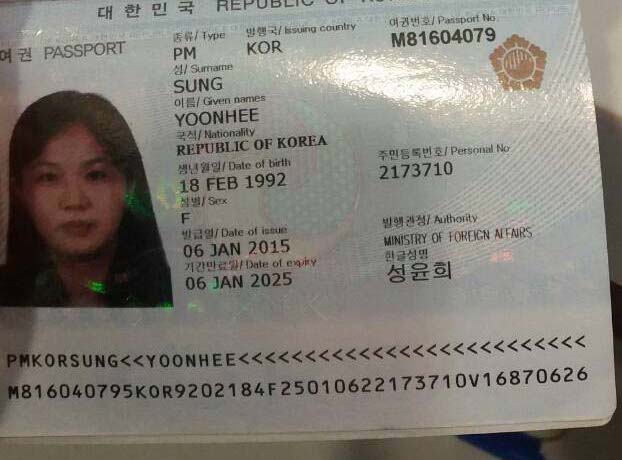 대 한 민 국 REPUBLIC OF
여권 PASSPORT
종류/ Type 발행국/ Issuing country 여권번호/ Passport No.
PM KOR M81604079
성/ Surname
SUNG
이름/ Given names
YOONHEE
국적/ Nationality
REPUBLIC OF KOREA
생년월일/ Date of birth 주민등록번호/ Personal No
18 FEB 1992 2173710
성별/ Sex
F
발급일/ Date of issue 발행관청/ Authority
06 JAN 2015 MINISTRY OF FOREIGN AFFAIRS
기간만료일/ Date of expiry 한글성명
06 JAN 2025 성윤희
PMKORSUNG<<YOONHEE<<<<<<<<<<<<<<<<<<<<<<<<<<
M816040795KOR9202184F25010622173710V16870626